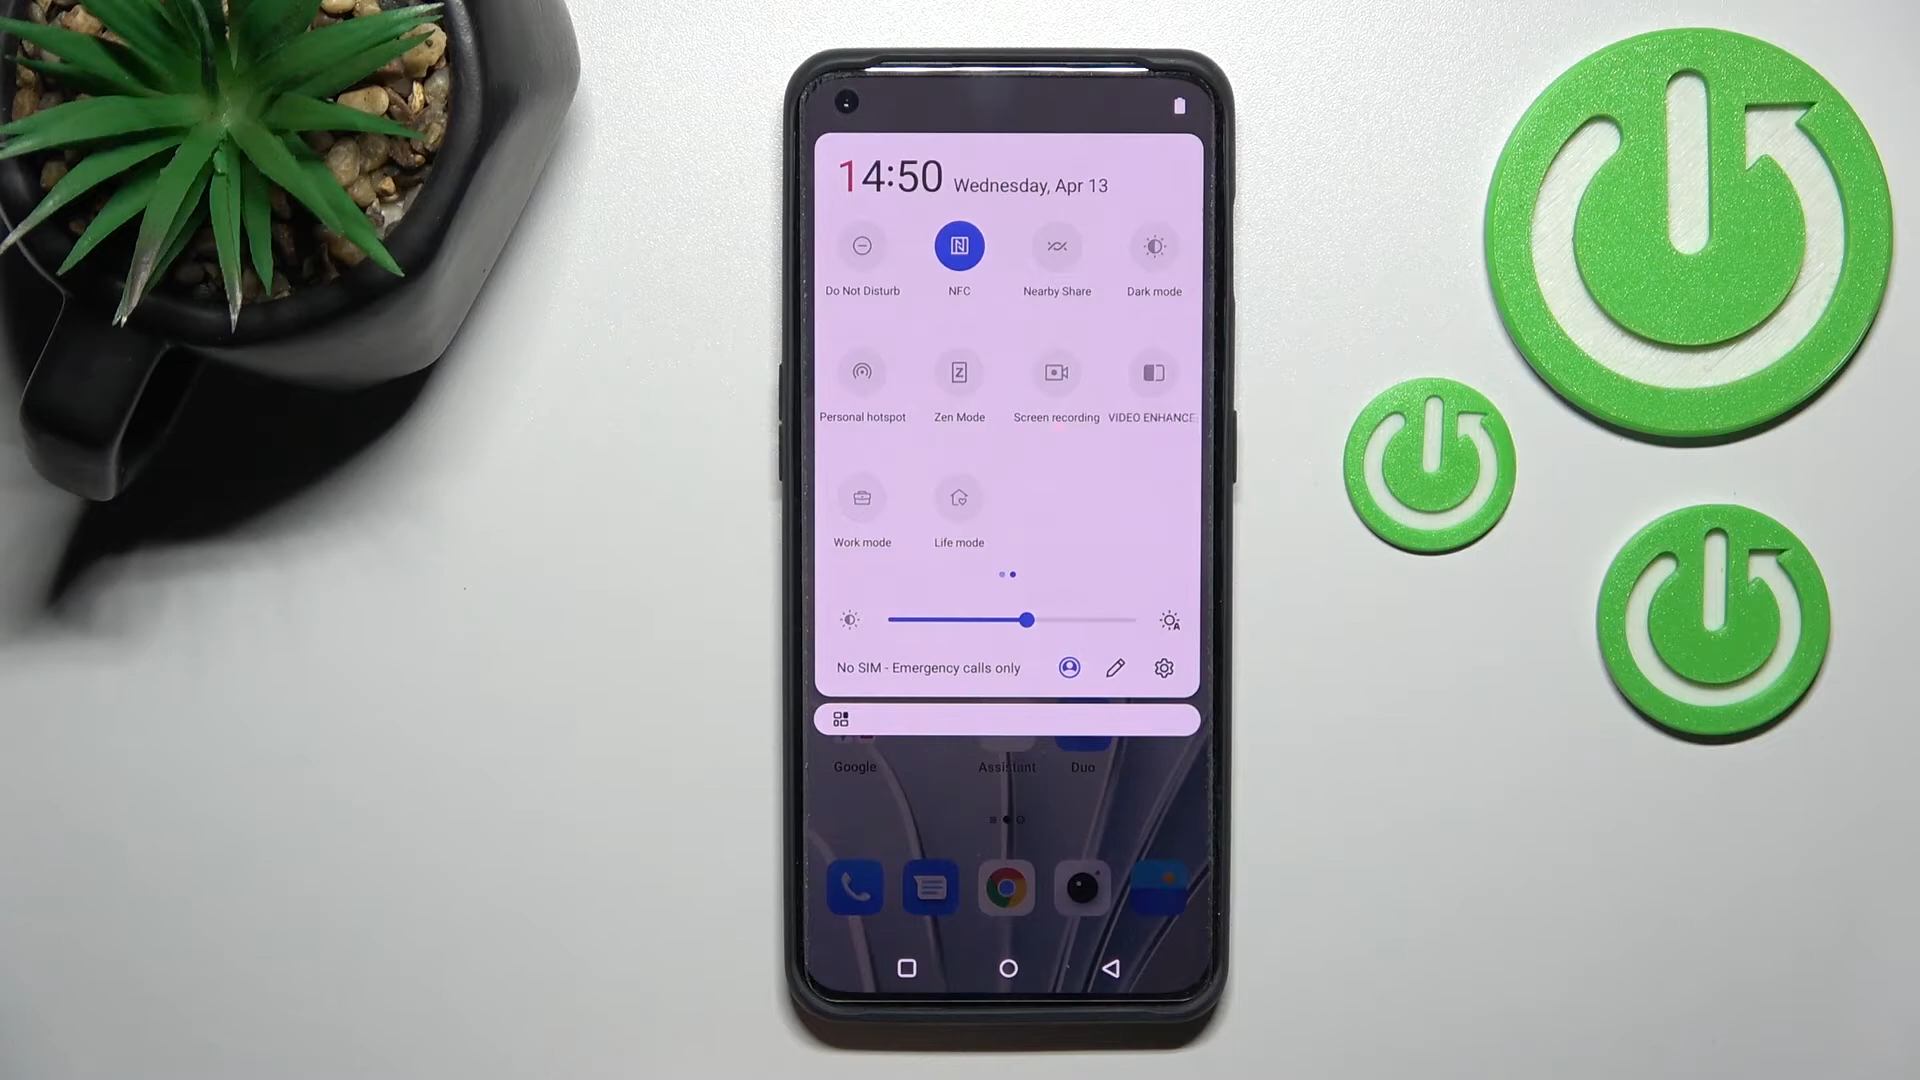 14:50 Wednesday, Apr 13
Do Not Disturb NFC Nearby Share Dark mode
Personal hotspot Zen Mode Screen recording VIDEO ENHANCE
Work mode Life mode
No SIM - Emergency calls only
Google Assistant Duo